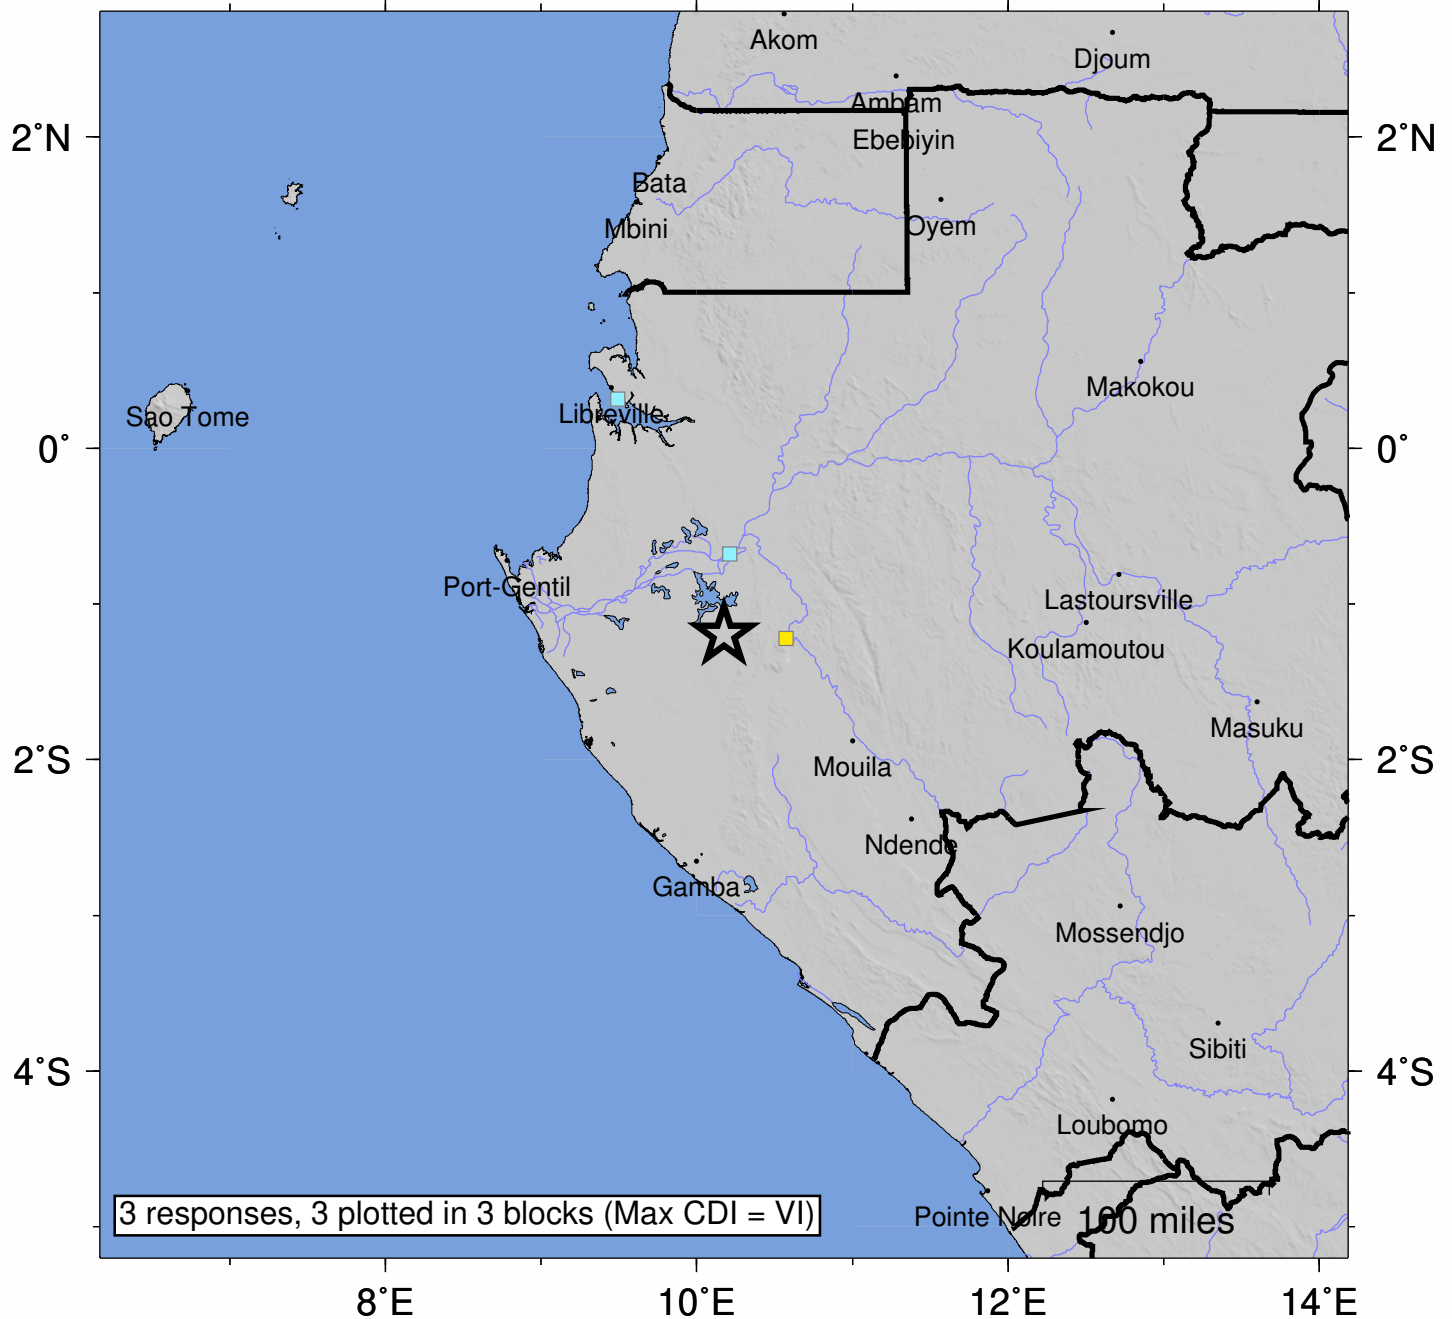 Akom
Djoum
Ambam
2°N
Ebebiyin
2°N
Bata
Mbini
Oyem
Makokou
Sao Tome
Libreville
0°
0°
Port-Gentil
Lastoursville
Koulamoutou
Masuku
2°S
Mouila
2°S
Ndende
Gamba
Mossendjo
Sibiti
4°S
4°S
Loubomo
3 responses, 3 plotted in 3 blocks (Max CDI = VI)
Pointe Noire
100 miles
8°E
10°E
12°E
14°E